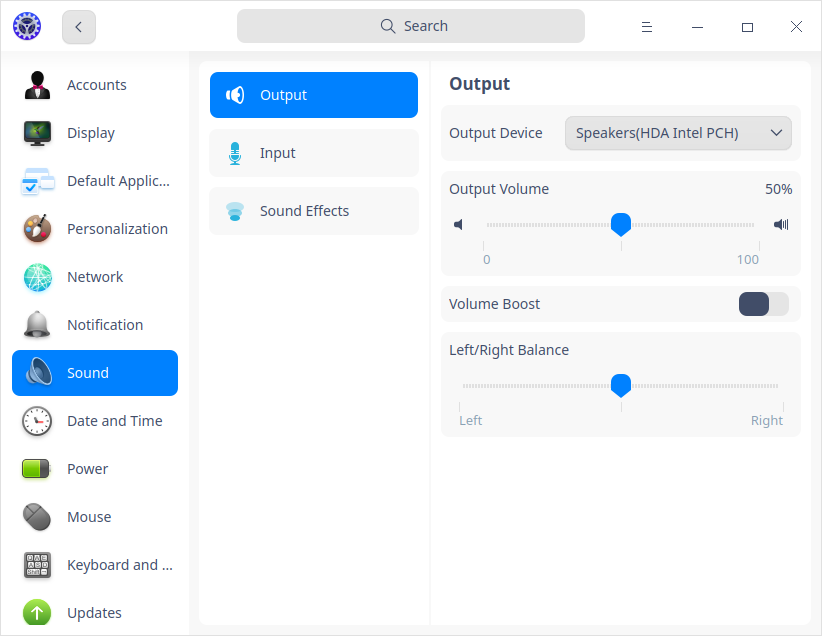 Search
Accounts
Display
Default Applic...
Personalization
Network
Notification
Sound
Date and Time
Power
Mouse
Keyboard and ...
Updates
Output
Input
Sound Effects
Output
Output Device Speakers(HDA Intel PCH)
Output Volume 50%
0 100
Volume Boost
Left/Right Balance
Left Right